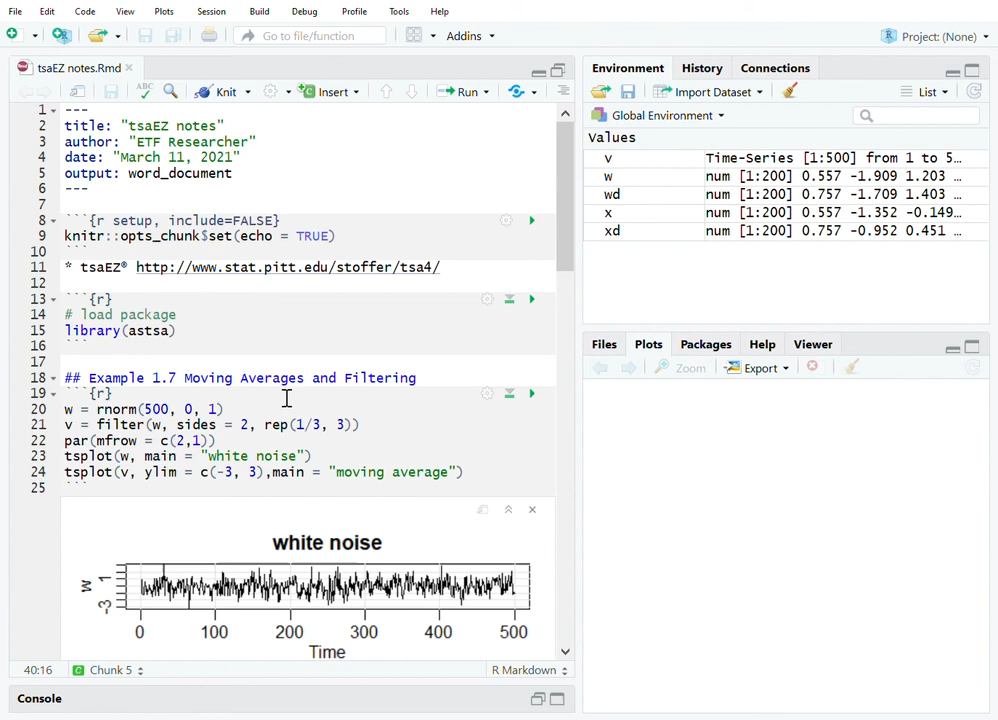 File Edit Code View Plots Session Build Debug Profile Tools Help
Go to file/function Addins Project: (None)
tsaEZ notes.Rmd
ABC Knit Insert Run
1 ---
2 title: "tsaEZ notes"
3 author: "ETF Researcher"
4 date: "March 11, 2021"
5 output: word_document
6 ---
7
8 ```{r setup, include=FALSE}
9 knitr::opts_chunk$set(echo = TRUE)
10 ```
11 * tsaEZ® http://www.stat.pitt.edu/stoffer/tsa4/
12
13 ```{r}
14 # load package
15 library(astsa)
16 ```
17
18 ## Example 1.7 Moving Averages and Filtering
19 ```{r}
20 w = rnorm(500, 0, 1)
21 v = filter(w, sides = 2, rep(1/3, 3))
22 par(mfrow = c(2,1))
23 tsplot(w, main = "white noise")
24 tsplot(v, ylim = c(-3, 3),main = "moving average")
25 ```
white noise
w
1
-3
0 100 200 300 400 500
Time
40:16 C Chunk 5 R Markdown
Console
Environment History Connections
Import Dataset List
R Global Environment
Values
v Time-Series [1:500] from 1 to 5…
w num [1:200] 0.557 -1.909 1.203 …
wd num [1:200] 0.757 -1.709 1.403 …
x num [1:200] 0.557 -1.352 -0.149…
xd num [1:200] 0.757 -0.952 0.451 …
Files Plots Packages Help Viewer
Zoom Export